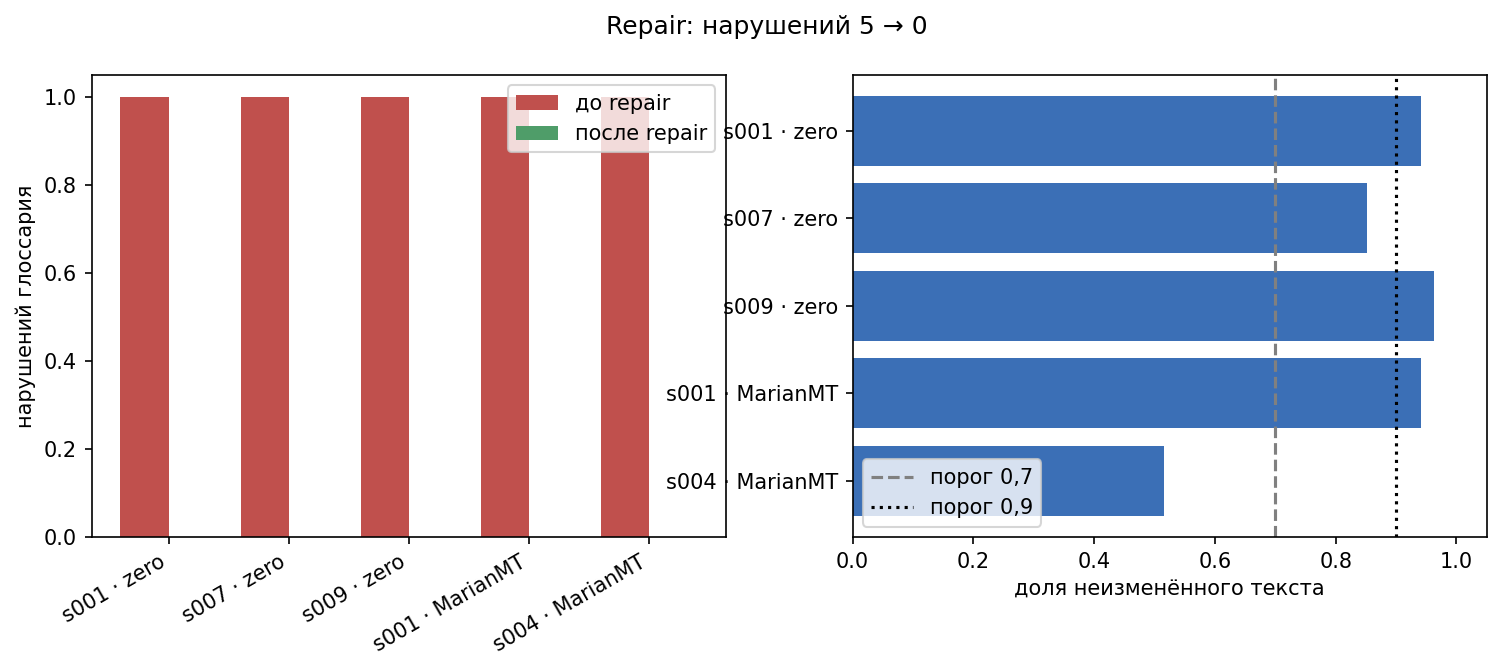 Repair: нарушений 5 → 0
нарушений глоссария
1.0
0.8
0.6
0.4
0.2
0.0
до repair
после repair
s001 · zero
s007 · zero
s009 · zero
s001 · MarianMT
s004 · MarianMT
s001 · zero
s007 · zero
s009 · zero
s001 · MarianMT
s004 · MarianMT
порог 0,7
порог 0,9
0.0 0.2 0.4 0.6 0.8 1.0
доля неизменённого текста